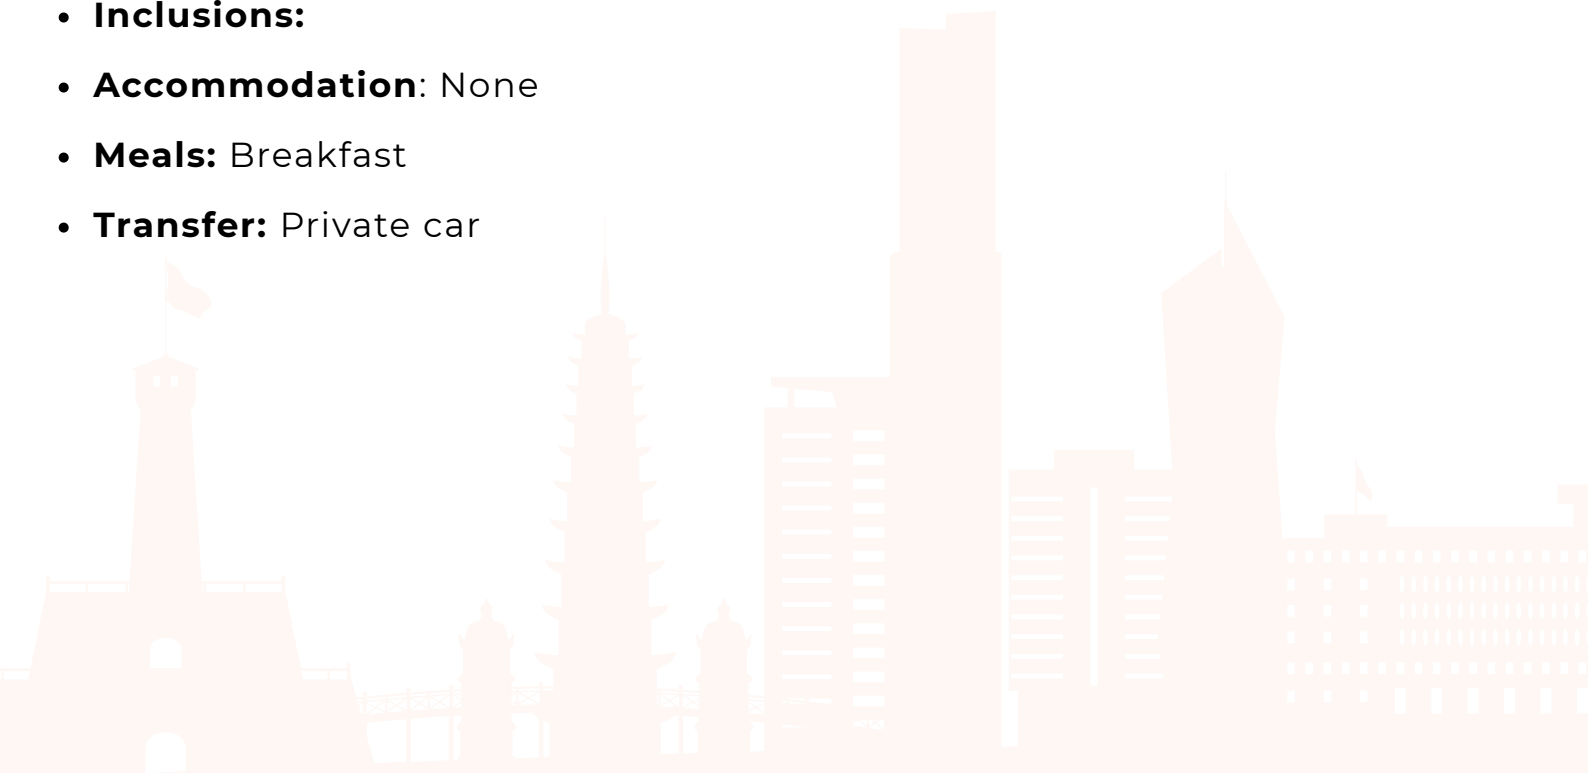 • Inclusions:
• Accommodation: None
• Meals: Breakfast
• Transfer: Private car